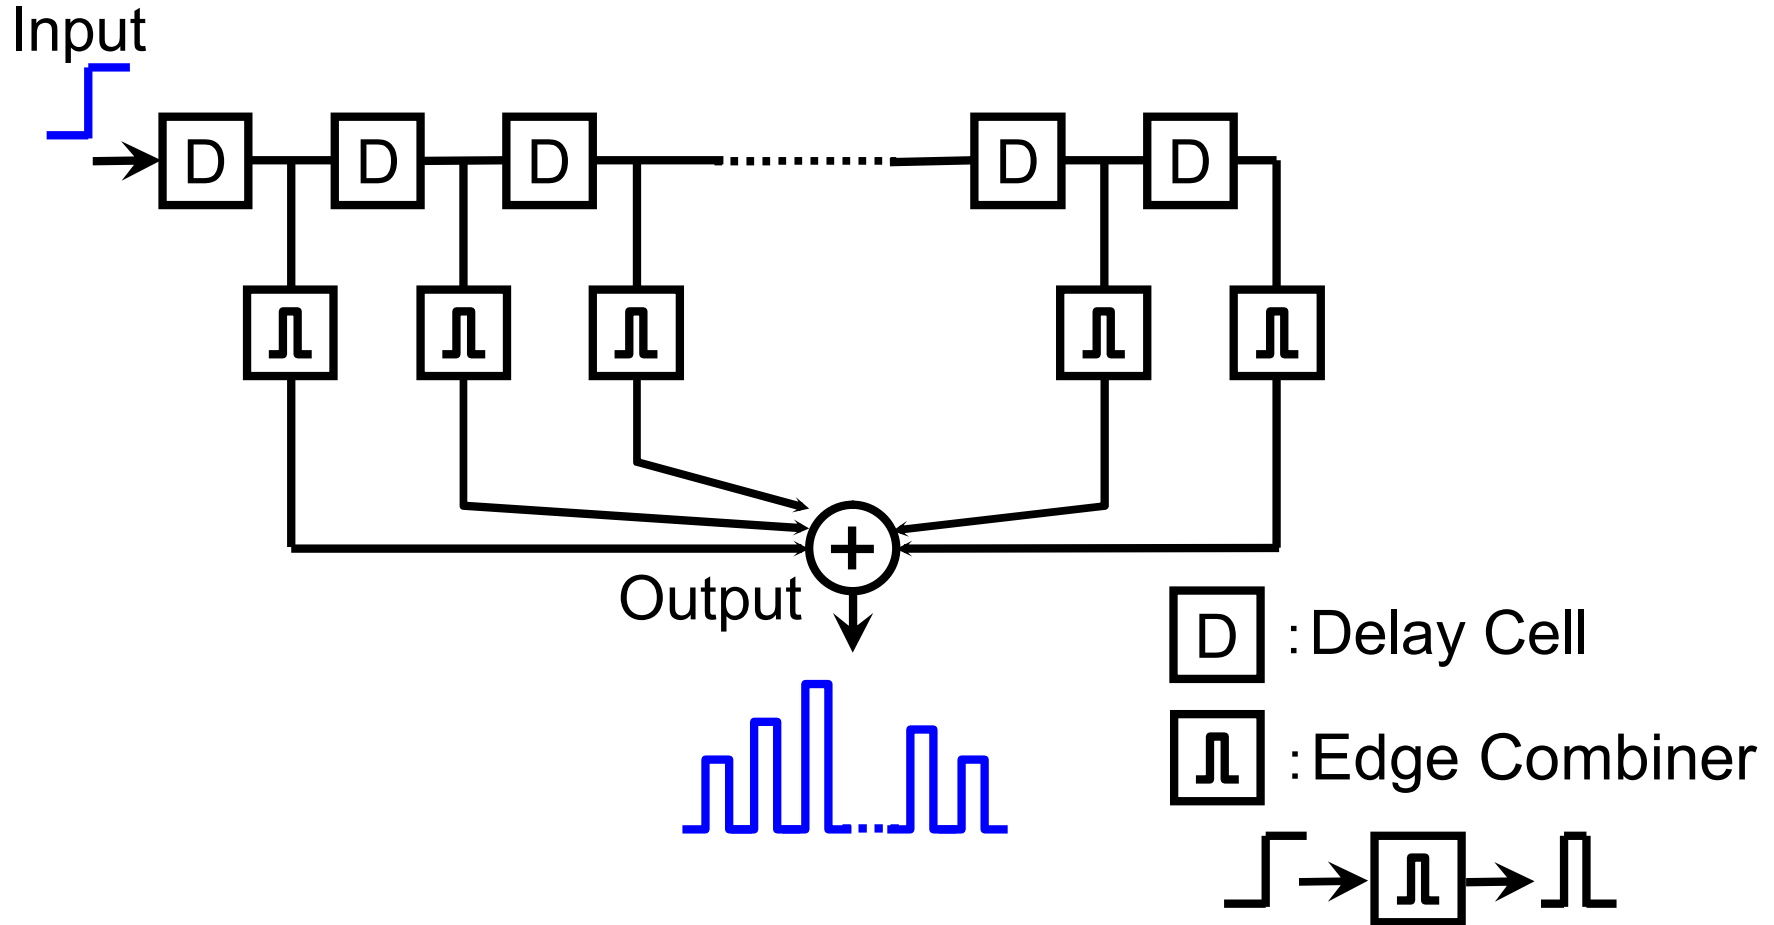 Input
D D D D D
+
Output
D : Delay Cell
: Edge Combiner